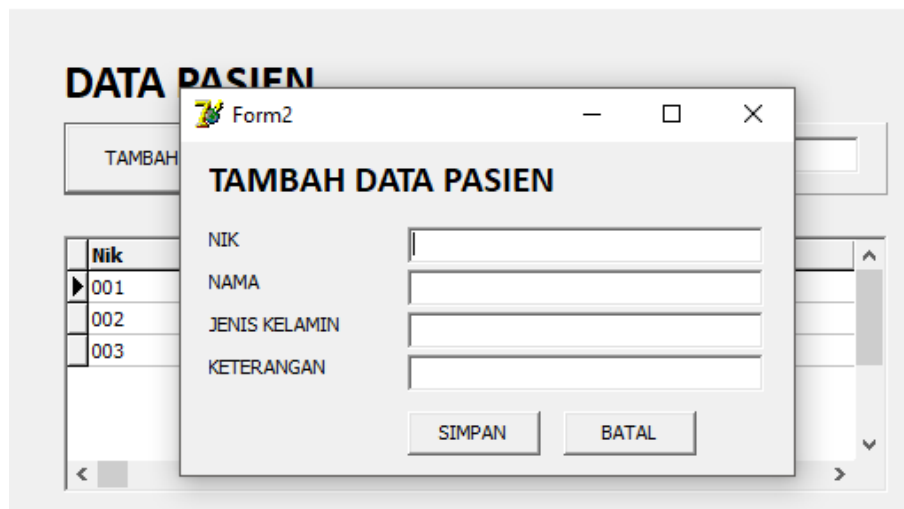 DATA PASIEN
TAMBAH
Form2
TAMBAH DATA PASIEN
NIK
NAMA
JENIS KELAMIN
KETERANGAN
SIMPAN
BATAL
Nik
001
002
003